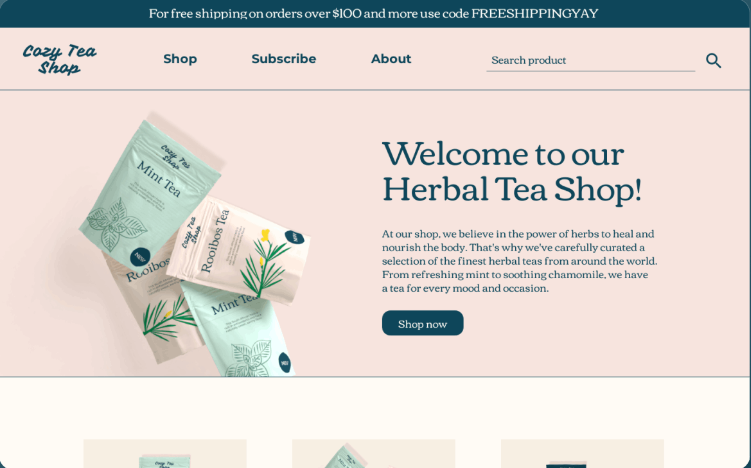 For free shipping on orders over $100 and more use code FREESHIPPINGYAY
Cozy Tea
Shop
Shop
Subscribe
About
Search product
Welcome to our
Herbal Tea Shop!
At our shop, we believe in the power of herbs to heal and
nourish the body. That's why we've carefully curated a
selection of the finest herbal teas from around the world.
From refreshing mint to soothing chamomile, we have
a tea for every mood and occasion.
Shop now
Cozy Tea
Shop
Mint Tea
Cozy Tea
Shop
Rooibos Tea
Rooibos
Mint Tea
Cozy Tea